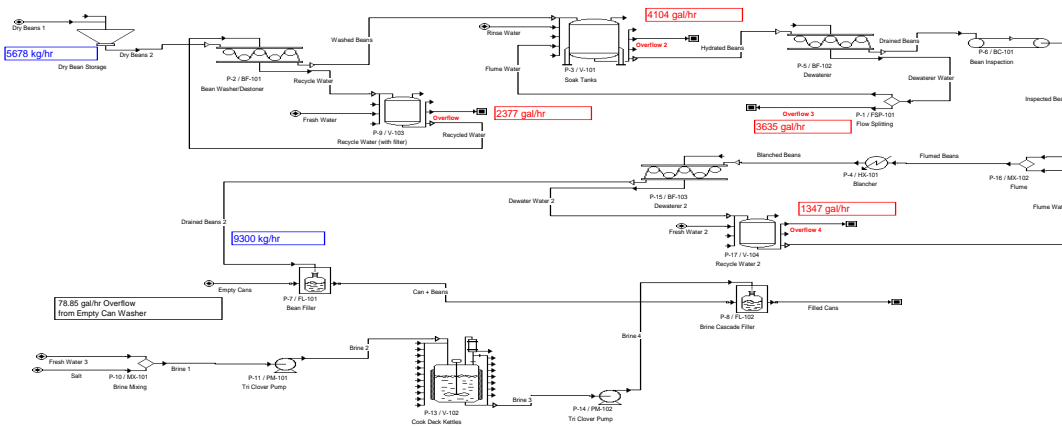 Dry Beans 1
5678 kg/hr
Dry Beans 2
Dry Bean Storage
P-2 / BF-101
Bean Washer/Destoner
Washed Beans
Recycle Water
Fresh Water
Overflow
2377 gal/hr
Recycled Water
P-9 / V-103
Recycle Water (with filter)
Rinse Water
Flume Water
4104 gal/hr
Overflow 2
Hydrated Beans
P-3 / V-101
Soak Tanks
P-5 / BF-102
Dewaterer
Drained Beans
P-6 / BC-101
Bean Inspection
Dewaterer Water
Overflow 3
3635 gal/hr
P-1 / FSP-101
Flow Splitting
Inspected Bea
Blanched Beans
P-4 / HX-101
Blancher
Flumed Beans
P-16 / MX-102
Flume
Flume Wat
P-15 / BF-103
Dewaterer 2
Dewater Water 2
1347 gal/hr
Fresh Water 2
Overflow 4
P-17 / V-104
Recycle Water 2
Drained Beans 2
9300 kg/hr
Empty Cans
P-7 / FL-101
Bean Filler
Can + Beans
78.85 gal/hr Overflow
from Empty Can Washer
P-8 / FL-102
Brine Cascade Filler
Filled Cans
Fresh Water 3
Salt
P-10 / MX-101
Brine Mixing
Brine 1
P-11 / PM-101
Tri Clover Pump
Brine 2
P-13 / V-102
Cook Deck Kettles
Brine 3
P-14 / PM-102
Tri Clover Pump
Brine 4